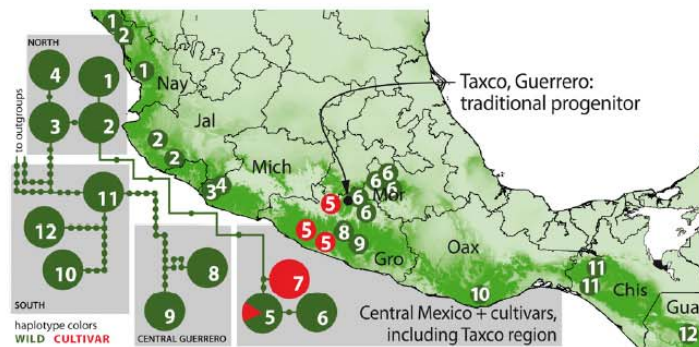 NORTH
4
1
3
2
to outgroups
11
12
10
SOUTH
8
9
CENTRAL GUERRERO
7
5
6
Central Mexico + cultivars,
including Taxco region
haplotype colors
WILD CULTIVAR
1
2
1
Nay
Jal
2
2
Mich
3 4
Taxco, Guerrero:
traditional progenitor
6
6
6
Mor
5
6
6
5
5
8
9
Gro
Oax
10
11
11
Chis
Gua
12